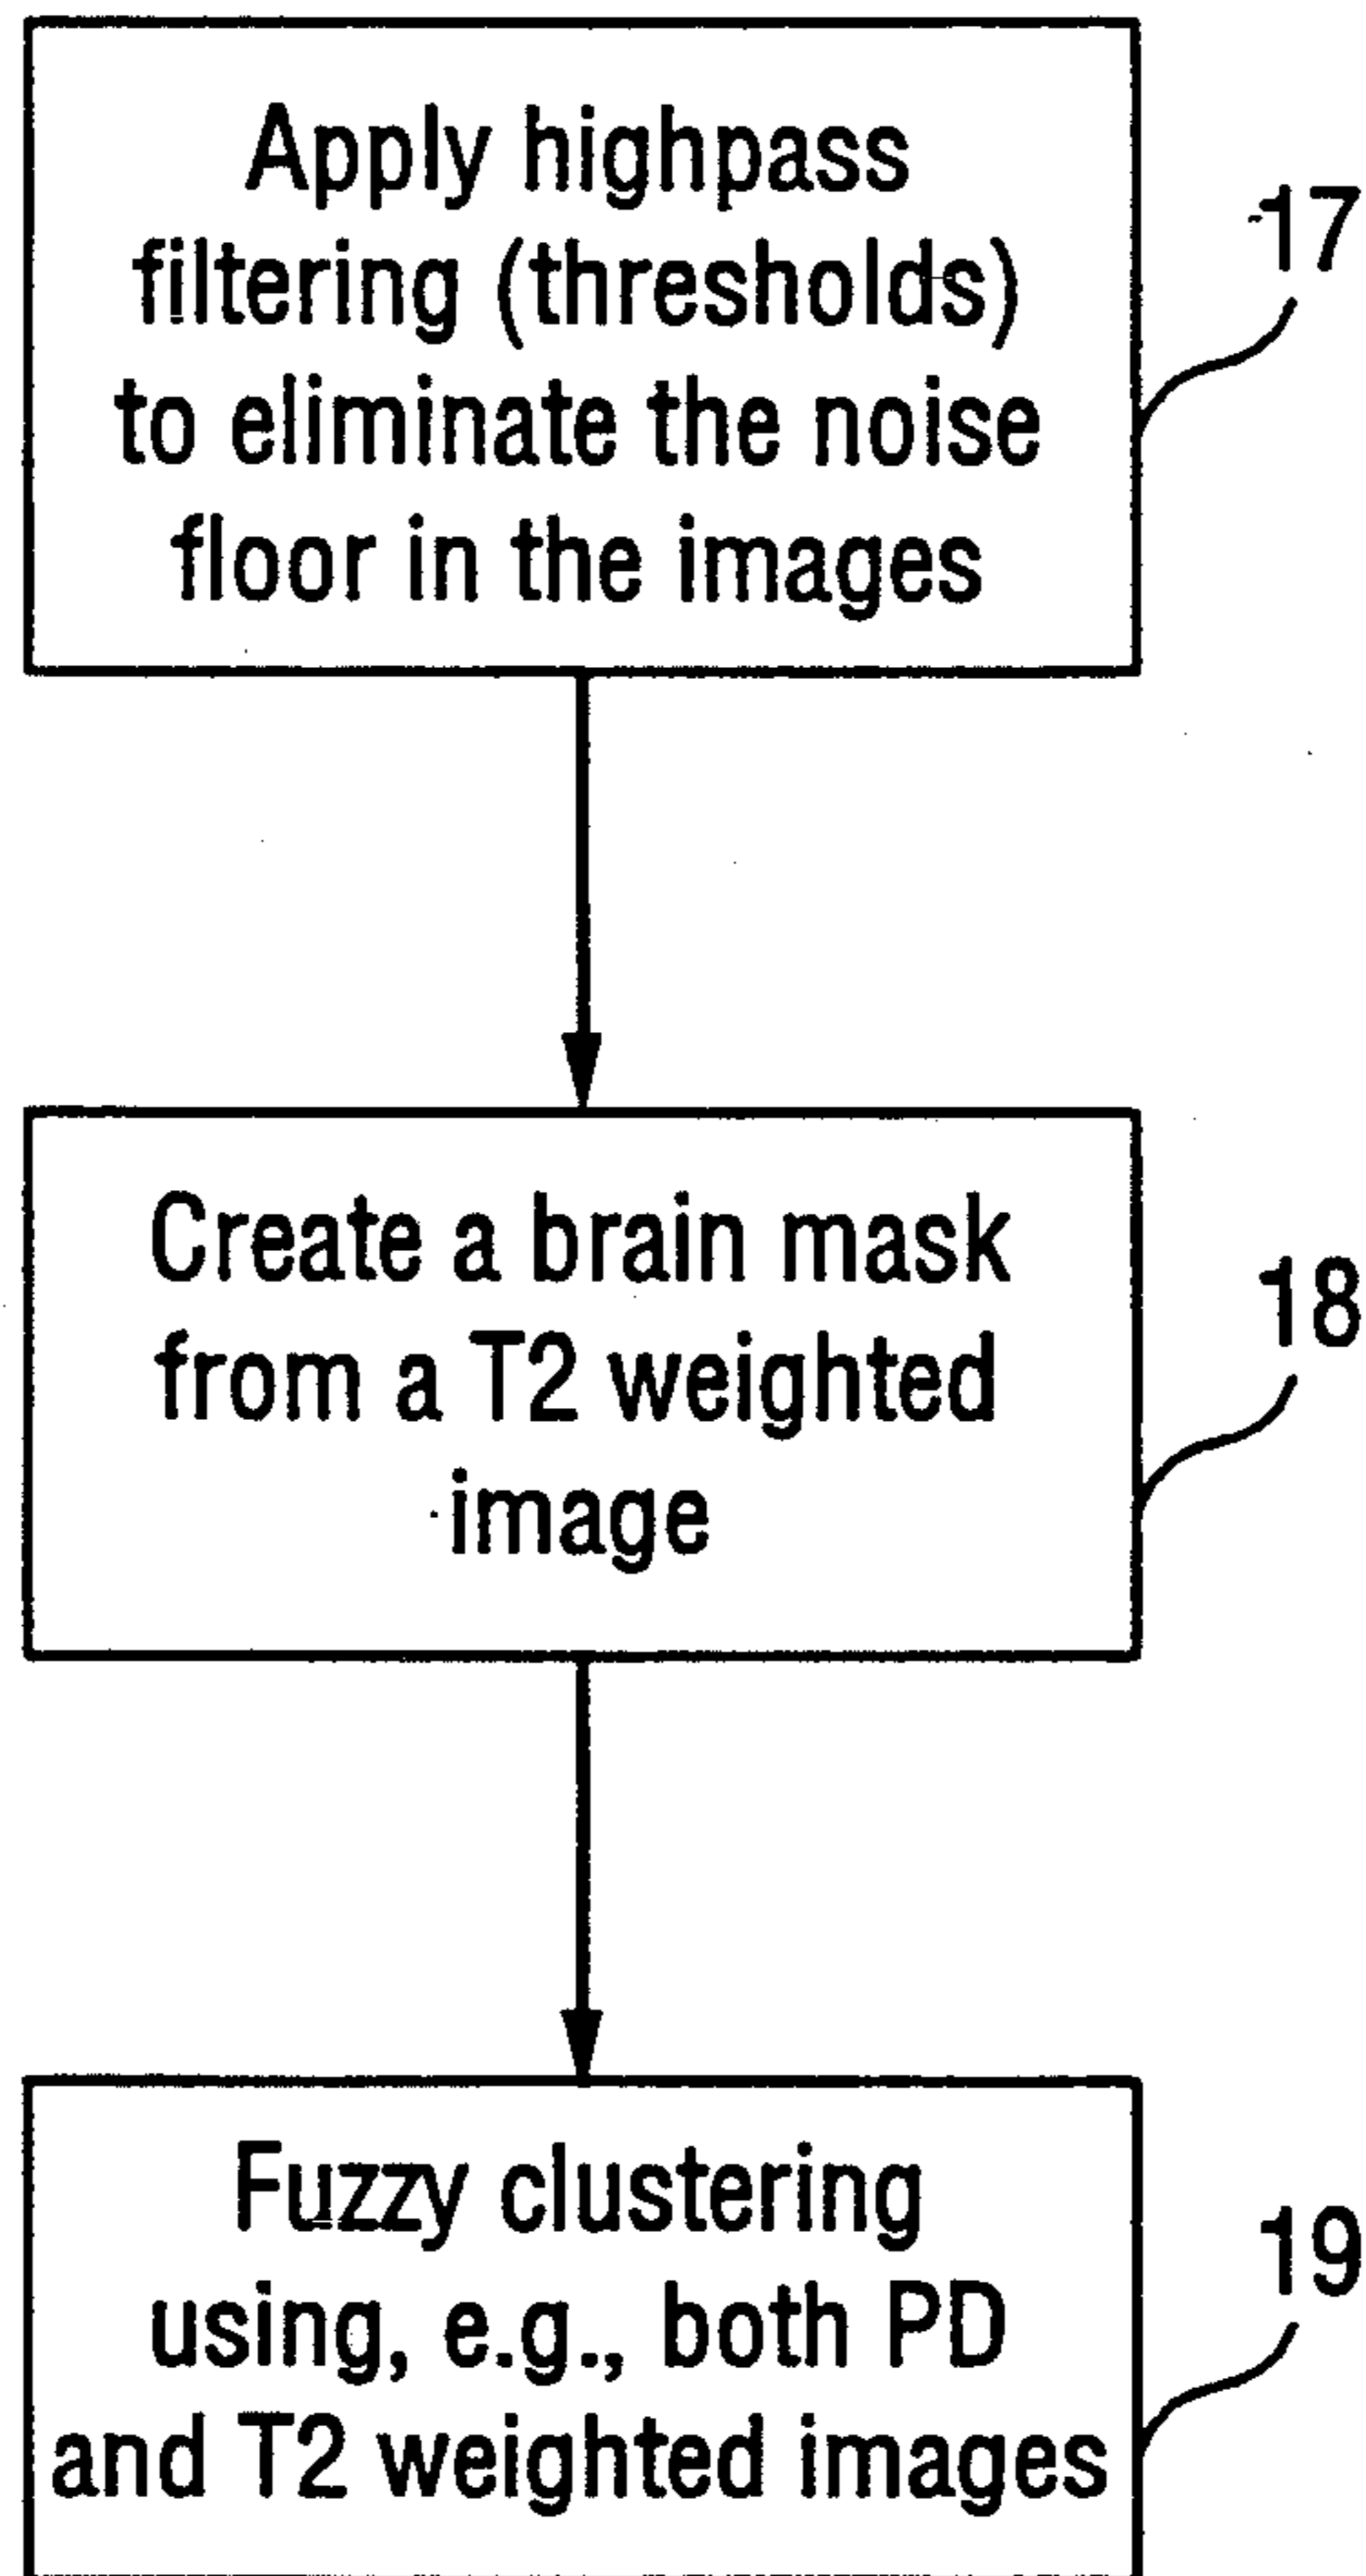 Apply highpass
filtering (thresholds)
to eliminate the noise
floor in the images
17
Create a brain mask
from a T2 weighted
image
18
Fuzzy clustering
using, e.g., both PD
and T2 weighted images
19